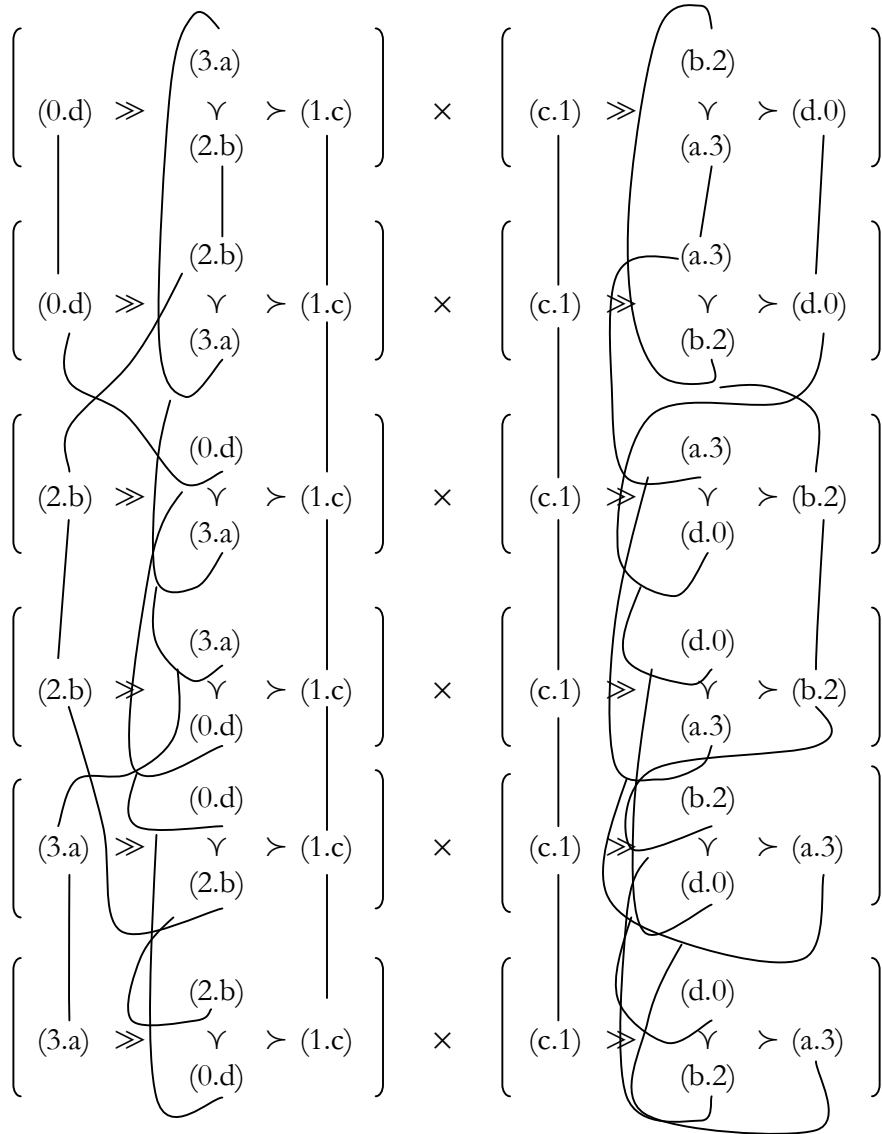 (3.a) (b.2)
(0.d) ≫ ⋎ ≻ (1.c) × (c.1) ≫ ⋎ ≻ (d.0)
(2.b) (a.3)
(2.b) (a.3)
(0.d) ≫ ⋎ ≻ (1.c) × (c.1) ≫ ⋎ ≻ (d.0)
(3.a) (b.2)
(0.d) (a.3)
(2.b) ≫ ⋎ ≻ (1.c) × (c.1) ≫ ⋎ ≻ (b.2)
(3.a) (d.0)
(3.a) (d.0)
(2.b) ≫ ⋎ ≻ (1.c) × (c.1) ≫ ⋎ ≻ (b.2)
(0.d) (a.3)
(0.d) (b.2)
(3.a) ≫ ⋎ ≻ (1.c) × (c.1) ≫ ⋎ ≻ (a.3)
(2.b) (d.0)
(2.b) (d.0)
(3.a) ≫ ⋎ ≻ (1.c) × (c.1) ≫ ⋎ ≻ (a.3)
(0.d) (b.2)